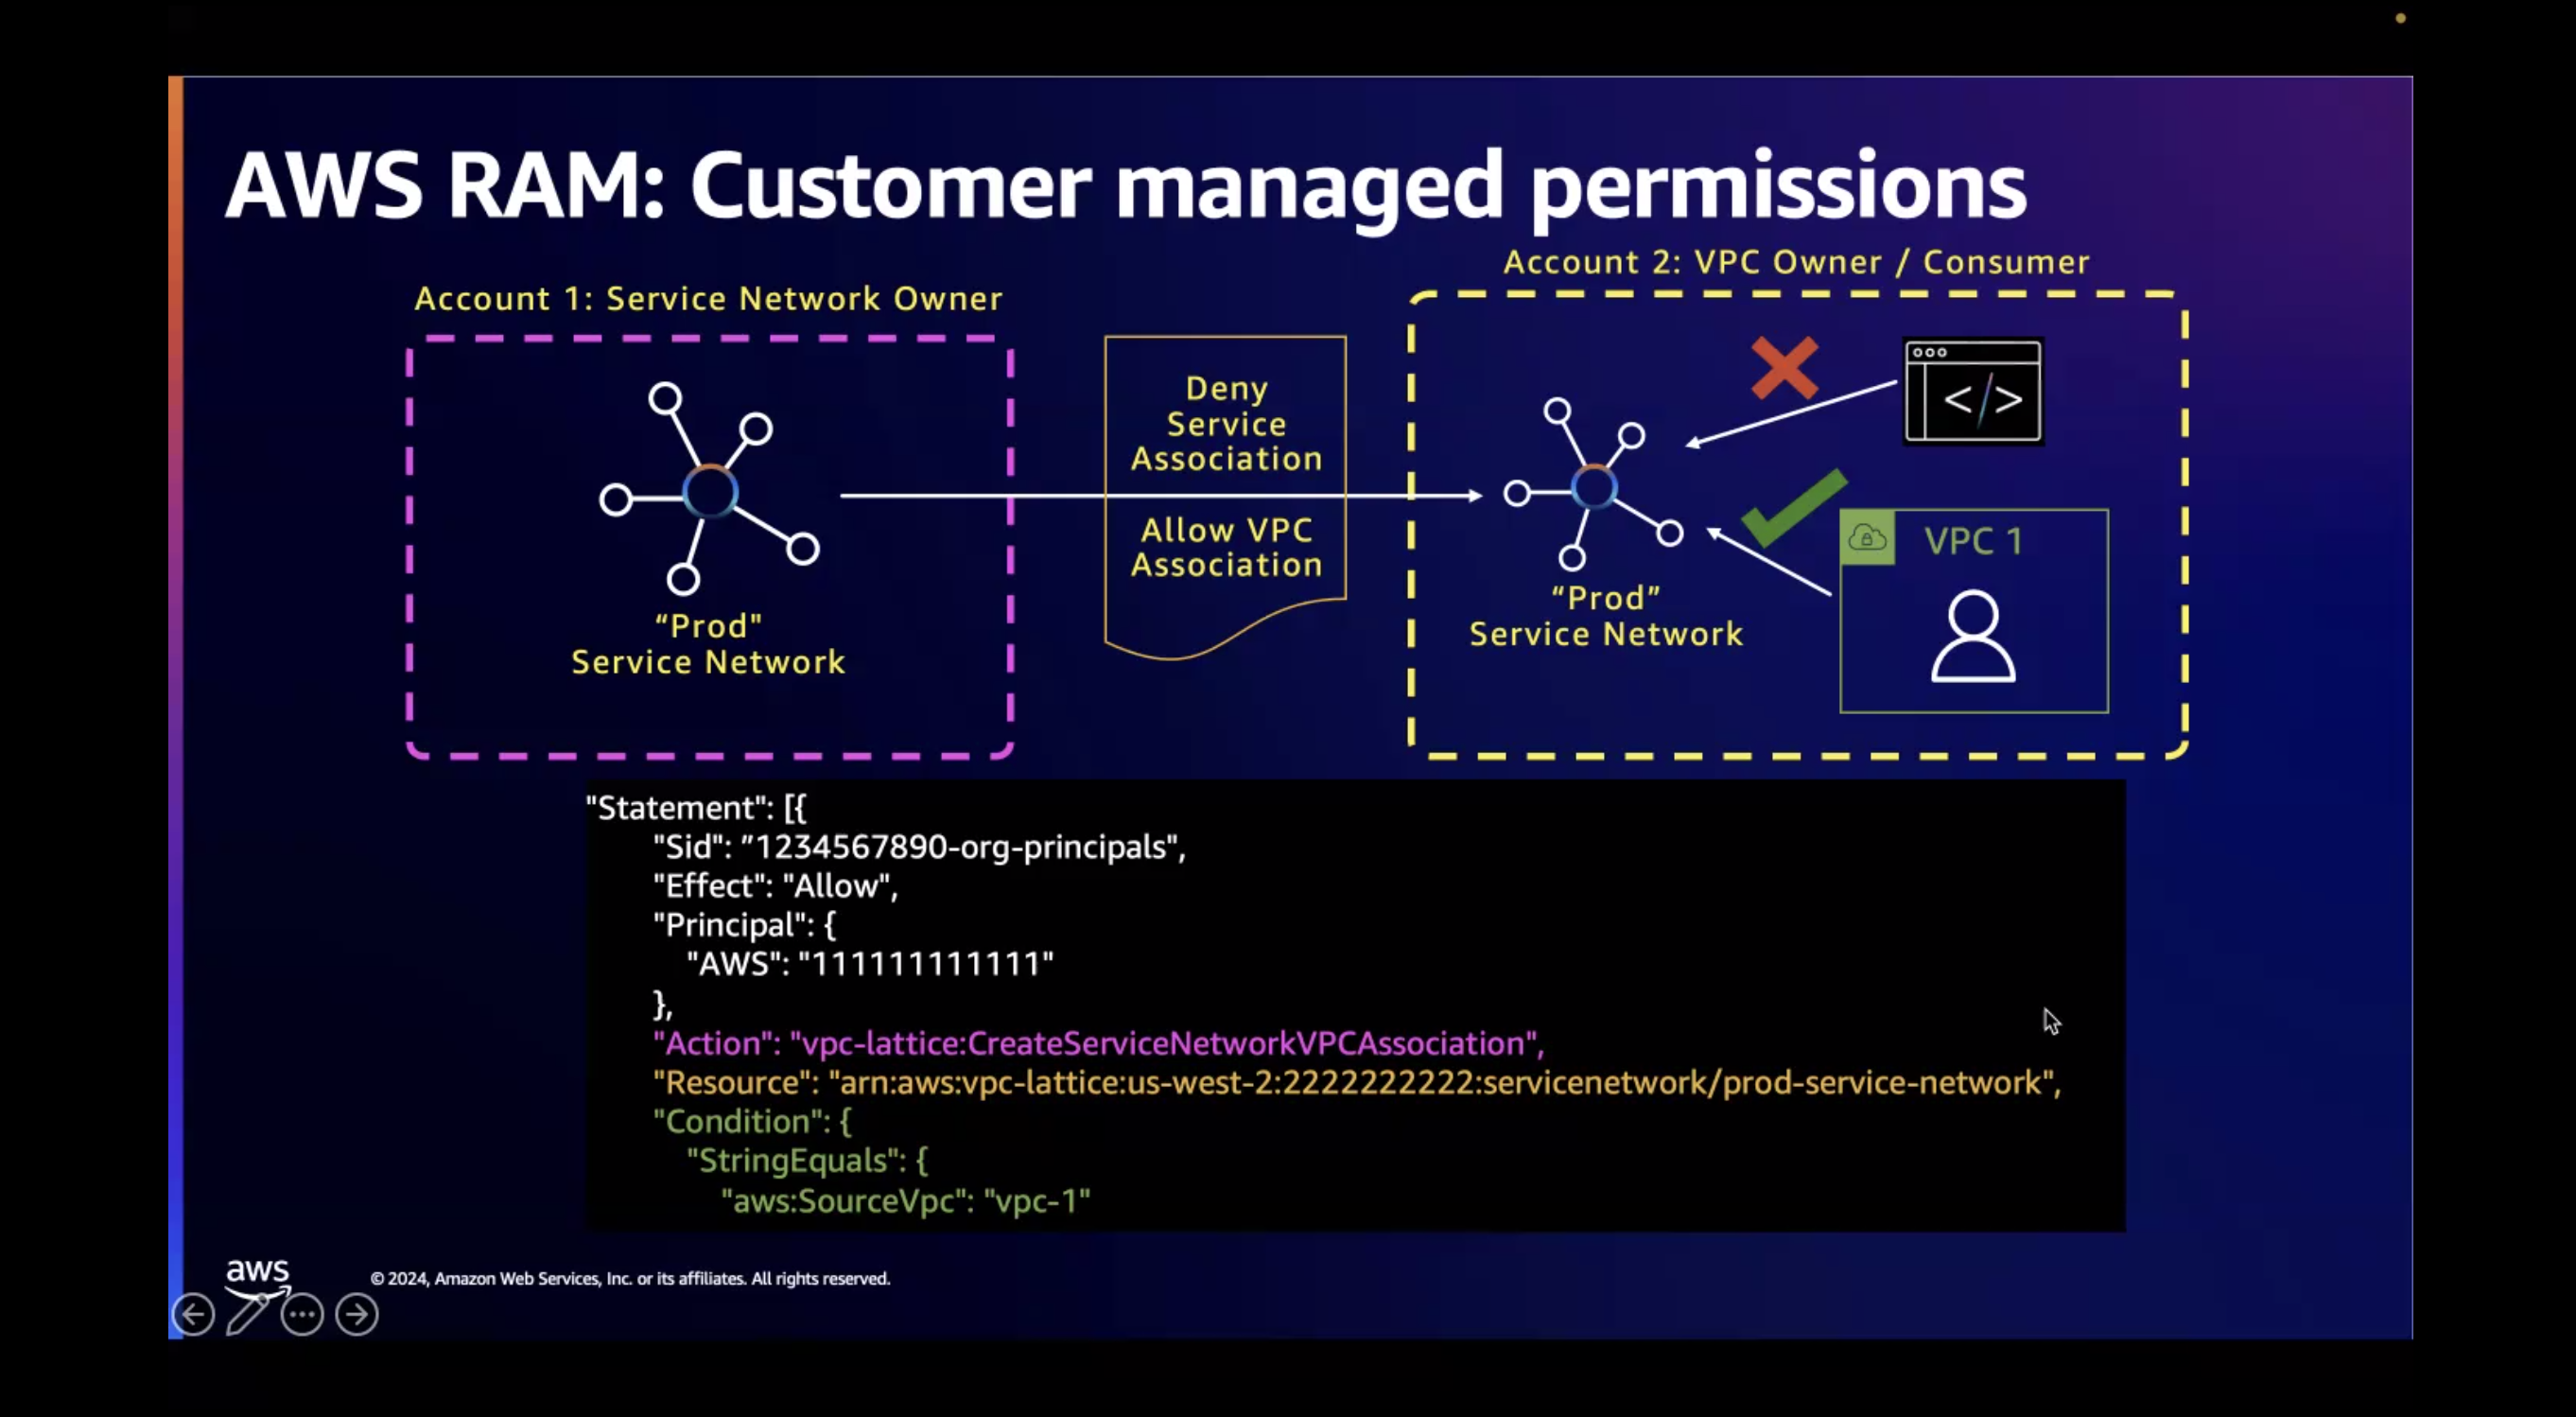 AWS RAM: Customer managed permissions
Account 1: Service Network Owner
“Prod"
Service Network
Deny
Service
Association
Allow VPC
Association
Account 2: VPC Owner / Consumer
</>
“Prod”
Service Network
VPC 1
"Statement": [{
"Sid": ”1234567890-org-principals",
"Effect": "Allow",
"Principal": {
"AWS": "111111111111"
},
"Action": "vpc-lattice:CreateServiceNetworkVPCAssociation",
"Resource": "arn:aws:vpc-lattice:us-west-2:2222222222:servicenetwork/prod-service-network",
"Condition": {
"StringEquals": {
"aws:SourceVpc": "vpc-1"
aws
© 2024, Amazon Web Services, Inc. or its affiliates. All rights reserved.